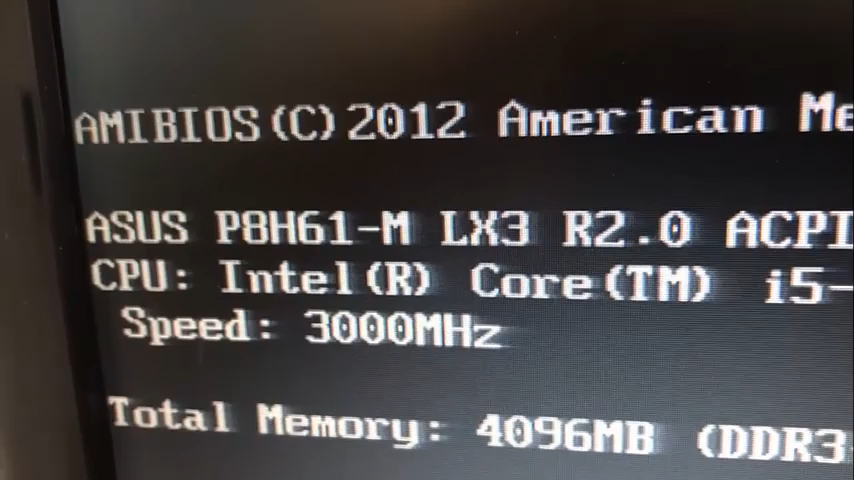 AMIBIOS(C)2012 American Me
ASUS P8H61-M LX3 R2.0 ACPI
CPU: Intel(R) Core(TM) i5-
Speed: 3000MHz
Total Memory: 4096MB (DDR3